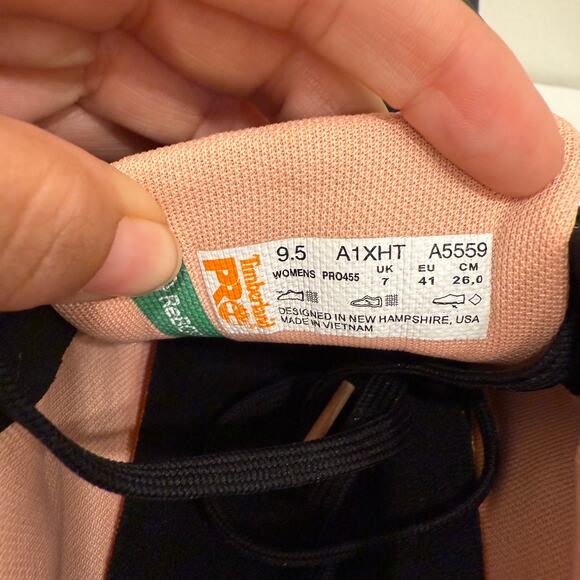 9.5 A1XHT A5559
WOMENS PRO455 UK EU CM
7 41 26,0
Timberland
PRO
DESIGNED IN NEW HAMPSHIRE, USA
MADE IN VIETNAM